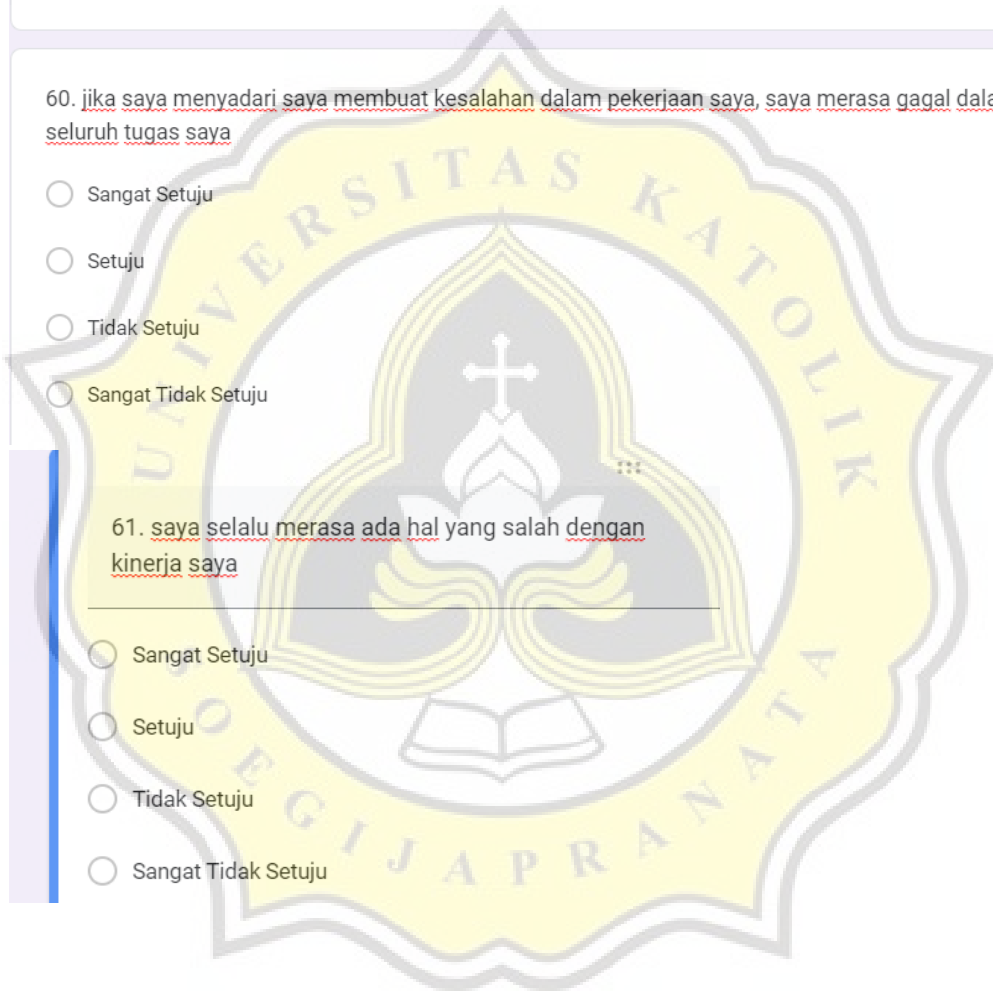 60. jika saya menyadari saya membuat kesalahan dalam pekerjaan saya, saya merasa gagal dala
seluruh tugas saya
Sangat Setuju
Setuju
Tidak Setuju
Sangat Tidak Setuju
61. saya selalu merasa ada hal yang salah dengan
kinerja saya
Sangat Setuju
Setuju
Tidak Setuju
Sangat Tidak Setuju
UNIVERSITAS KATOLIK
SOEGIJAPRANATA